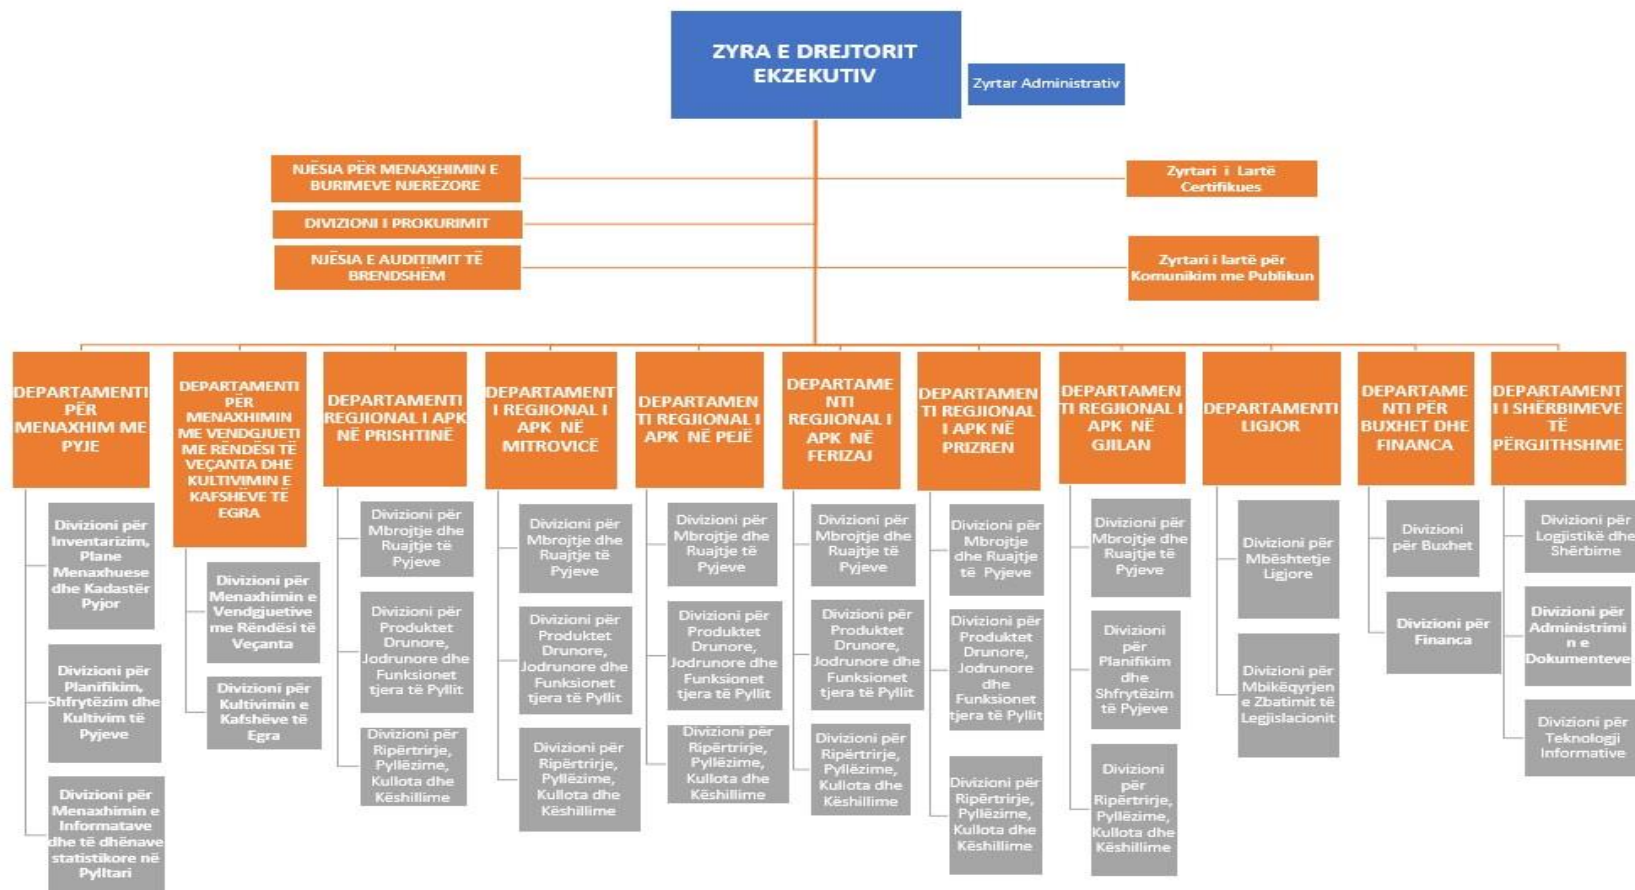 ZYRA E DREJTORIT
EKZEKUTIV
Zyrtar Administrativ
NJËSIA PËR MENAXHIMIN E
BURIMEVE NJERËZORE
Zyrtari i Lartë
Certifikues
DIVIZIONI I PROKURIMIT
NJËSIA E AUDITIMIT TË
BRENDSHËM
Zyrtari i lartë për
Komunikim me Publikun
DEPARTAMENTI
PËR
MENAXHIM ME
PYJE
Divizioni për
Inventarizim,
Plane
Menaxhuese
dhe Kadastër
Pyjor
Divizioni për
Planifikim,
Shfrytëzim dhe
Kultivim të
Pyjeve
Divizioni për
Menaxhimin e
Informatave
dhe të dhënave
statistikore në
Pylltari
DEPARTAMENTI
PËR
MENAXHIMIN
ME VENDGJUETI
ME RËNDËSI TË
VEÇANTA DHE
KULTIVIMIN E
KAFSHËVE TË
EGRA
Divizioni për
Menaxhimin e
Vendgjuetive
me Rëndësi të
Veçanta
Divizioni për
Kultivimin e
Kafshëve të
Egra
DEPARTAMENTI
REGJIONAL I APK
NË PRISHTINË
Divizioni për
Mbrojtje dhe
Ruajtje të
Pyjeve
Divizioni për
Produktet
Drunore,
Jodrunore dhe
Funksionet
tjera të Pyllit
Divizioni për
Ripërtrirje,
Pyllëzime,
Kullota dhe
Këshillime
DEPARTAMENT
I REGJIONAL I
APK NË
MITROVICË
Divizioni për
Mbrojtje dhe
Ruajtje të
Pyjeve
Divizioni për
Produktet
Drunore,
Jodrunore dhe
Funksionet
tjera të Pyllit
Divizioni për
Ripërtrirje,
Pyllëzime,
Kullota dhe
Këshillime
DEPARTAMEN
TI REGJIONAL I
APK NË PEJË
Divizioni për
Mbrojtje dhe
Ruajtje të
Pyjeve
Divizioni për
Produktet
Drunore,
Jodrunore dhe
Funksionet
tjera të Pyllit
Divizioni për
Ripërtrirje,
Pyllëzime,
Kullota dhe
Këshillime
DEPARTAME
NTI
REGJIONAL I
APK NË
FERIZAJ
Divizioni për
Mbrojtje dhe
Ruajtje të
Pyjeve
Divizioni për
Produktet
Drunore,
Jodrunore dhe
Funksionet
tjera të Pyllit
Divizioni për
Ripërtrirje,
Pyllëzime,
Kullota dhe
Këshillime
DEPARTAMEN
TI REGJIONAL
I APK NË
PRIZREN
Divizioni për
Mbrojtje
dhe Ruajtje
të Pyjeve
Divizioni për
Produktet
Drunore,
Jodrunore
dhe
Funksionet
tjera të Pyllit
Divizioni për
Ripërtrirje,
Pyllëzime,
Kullota dhe
Këshillime
DEPARTAMEN
TI REGJIONAL I
APK NË
GJILAN
Divizioni për
Mbrojtje dhe
Ruajtje të
Pyjeve
Divizioni
për
Planifikim
dhe
Shfrytëzim
të Pyjeve
Divizioni
për
Ripërtrirje,
Pyllëzime,
Kullota dhe
Këshillime
DEPARTAMENTI
LIGJOR
Divizioni për
Mbështetje
Ligjore
Divizioni për
Mbikëqyrjen
e Zbatimit të
Legjislacionit
DEPARTAME
NTI PËR
BUXHET DHE
FINANCA
Divizioni
për Buxhet
Divizioni për
Financa
DEPARTAMENT
I I SHËRBIMEVE
TË
PËRGJITHSHME
Divizioni për
Logjistikë dhe
Shërbime
Divizioni për
Administrimi
n e
Dokumenteve
Divizioni për
Teknologji
Informative